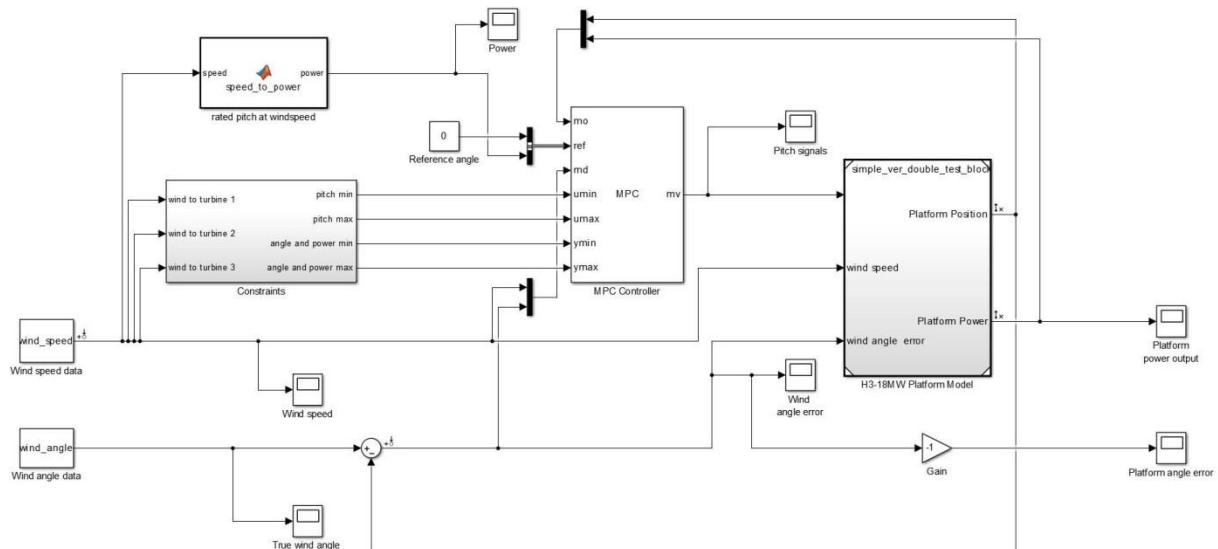 Power
speed
power
speed_to_power
rated pitch at windspeed
0
Reference angle
mo
ref
md
umin
umax
ymin
ymax
MPC
mv
MPC Controller
Pitch signals
simple_ver_double_test_block
Platform Position
wind speed
Platform Power
wind angle error
H3-18MW Platform Model
wind to turbine 1
wind to turbine 2
wind to turbine 3
pitch min
pitch max
angle and power min
angle and power max
Constraints
wind_speed
Wind speed data
Wind speed
Wind
angle error
Platform
power output
wind_angle
Wind angle data
True wind angle
-1
Gain
Platform angle error